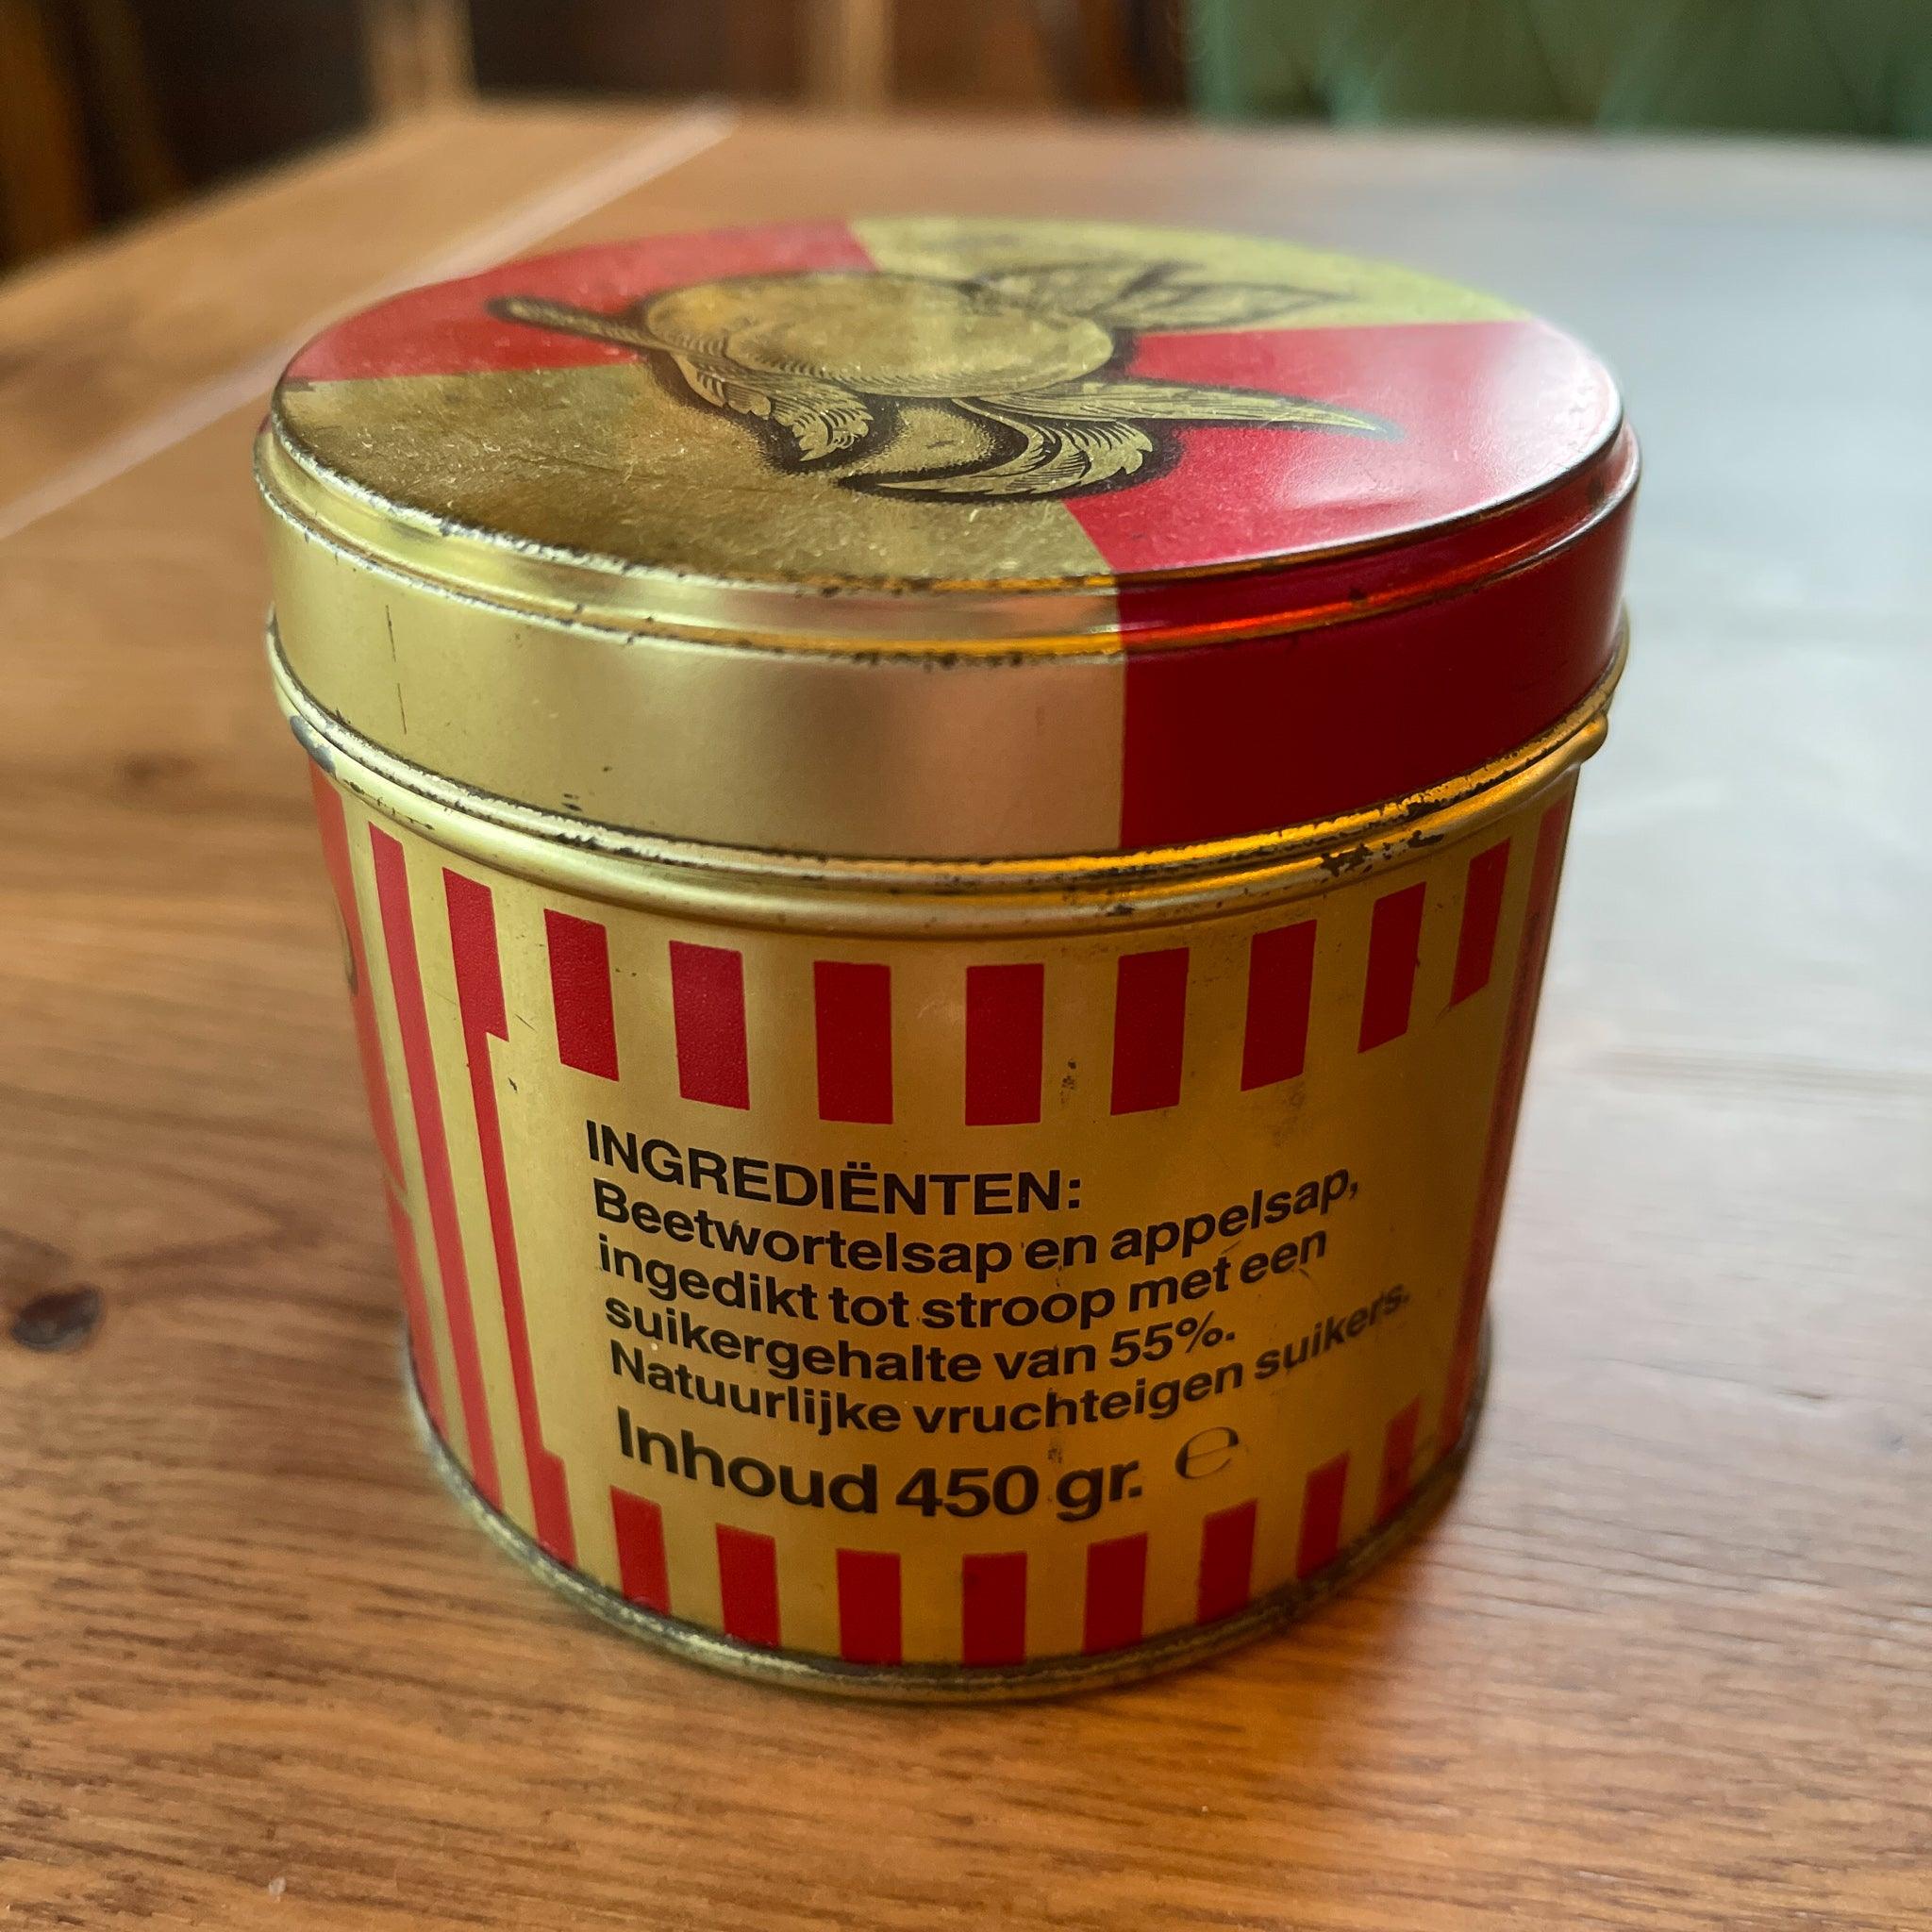 INGREDIËNTEN:
Beetwortelsap en appelsap,
ingedikt tot stroop met een
suikergehalte van 55%.
Natuurlijke vruchteigen suikers.
Inhoud 450 gr. ℮